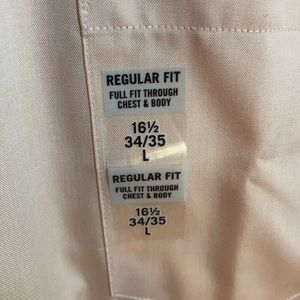 REGULAR FIT
FULL FIT THROUGH
CHEST & BODY
16½
34/35
L
REGULAR FIT
FULL FIT THROUGH
CHEST & BODY
16½
34/35
L